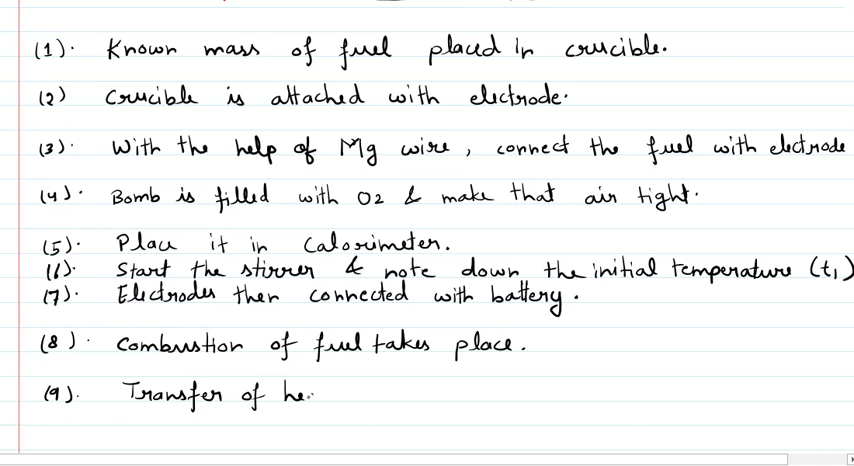 (1). Known mass of fuel placed in crucible.
(2) Crucible is attached with electrode.
(3). With the help of Mg wire, connect the fuel with electrode
(4). Bomb is filled with O2 & make that air tight.
(5). Place it in Calorimeter.
(6). Start the stirrer & note down the initial temperature (t1)
(7). Electrodes then connected with battery.
(8). Combustion of fuel takes place.
(9). Transfer of he